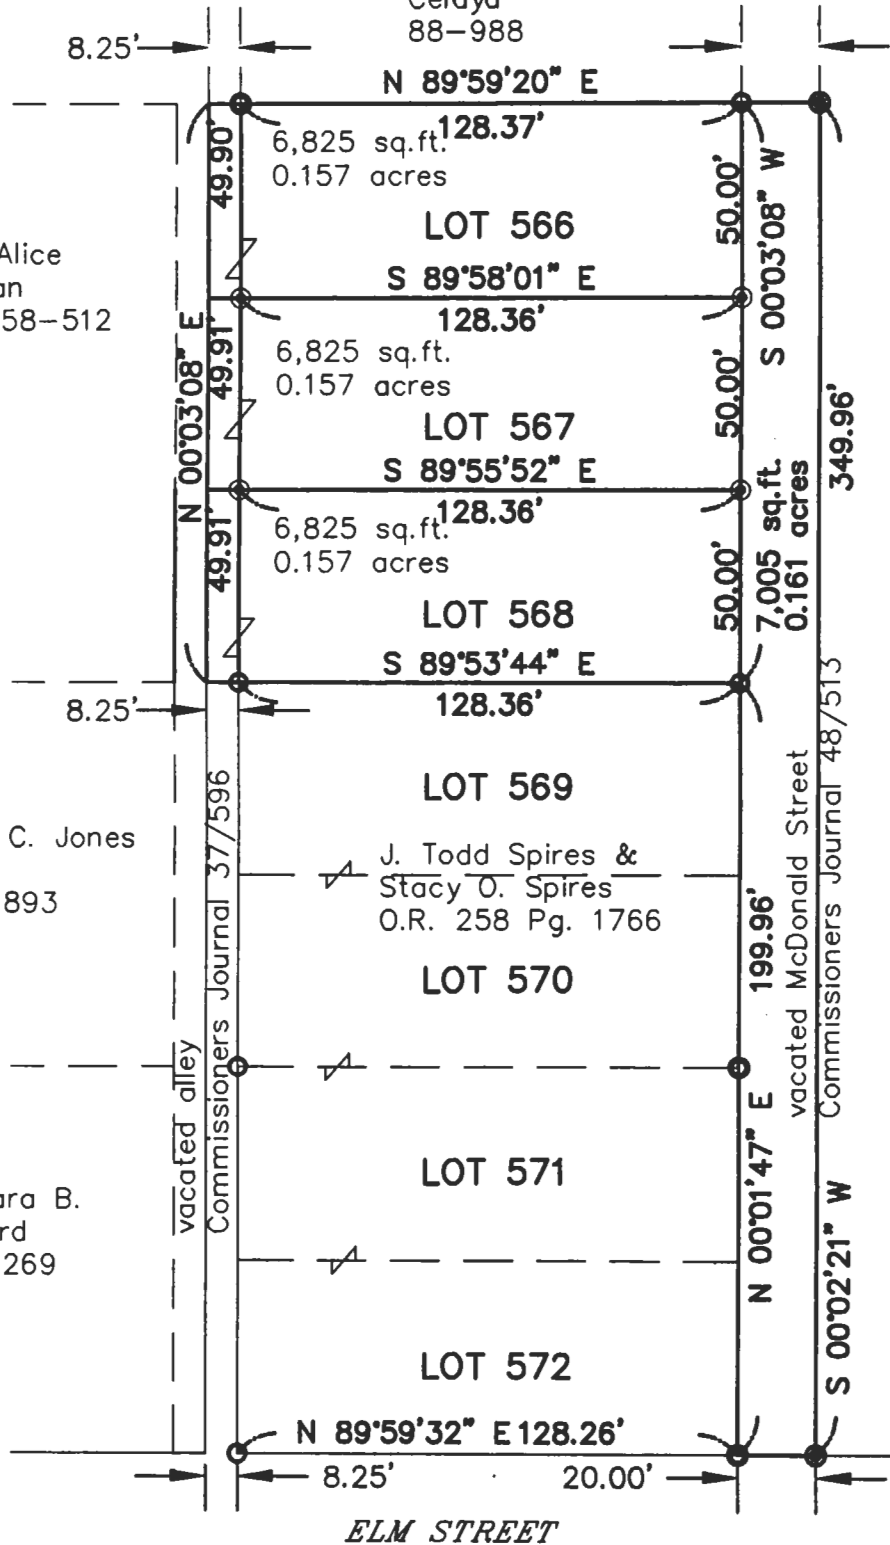 88-988
8.25'
N 89°59'20" E
128.37'
6,825 sq.ft.
0.157 acres
49.90'
50.00'
S 00°03'08" W
LOT 566
Alice
58-512
S 89°58'01" E
128.36'
N 00°03'08" E
49.91'
6,825 sq.ft.
0.157 acres
50.00'
349.96'
LOT 567
S 89°55'52" E
128.36'
49.91'
6,825 sq.ft.
0.157 acres
50.00'
7,005 sq.ft.
0.161 acres
LOT 568
S 89°53'44" E
128.36'
8.25'
LOT 569
C. Jones
893
J. Todd Spires &
Stacy O. Spires
O.R. 258 Pg. 1766
199.96'
vacated McDonald Street
Commissioners Journal 48/513
LOT 570
vacated alley
Commissioners Journal 37/596
LOT 571
N 00°01'47" E
ara B.
rd
269
S 00°02'21" W
LOT 572
N 89°59'32" E 128.26'
8.25'
20.00'
ELM STREET